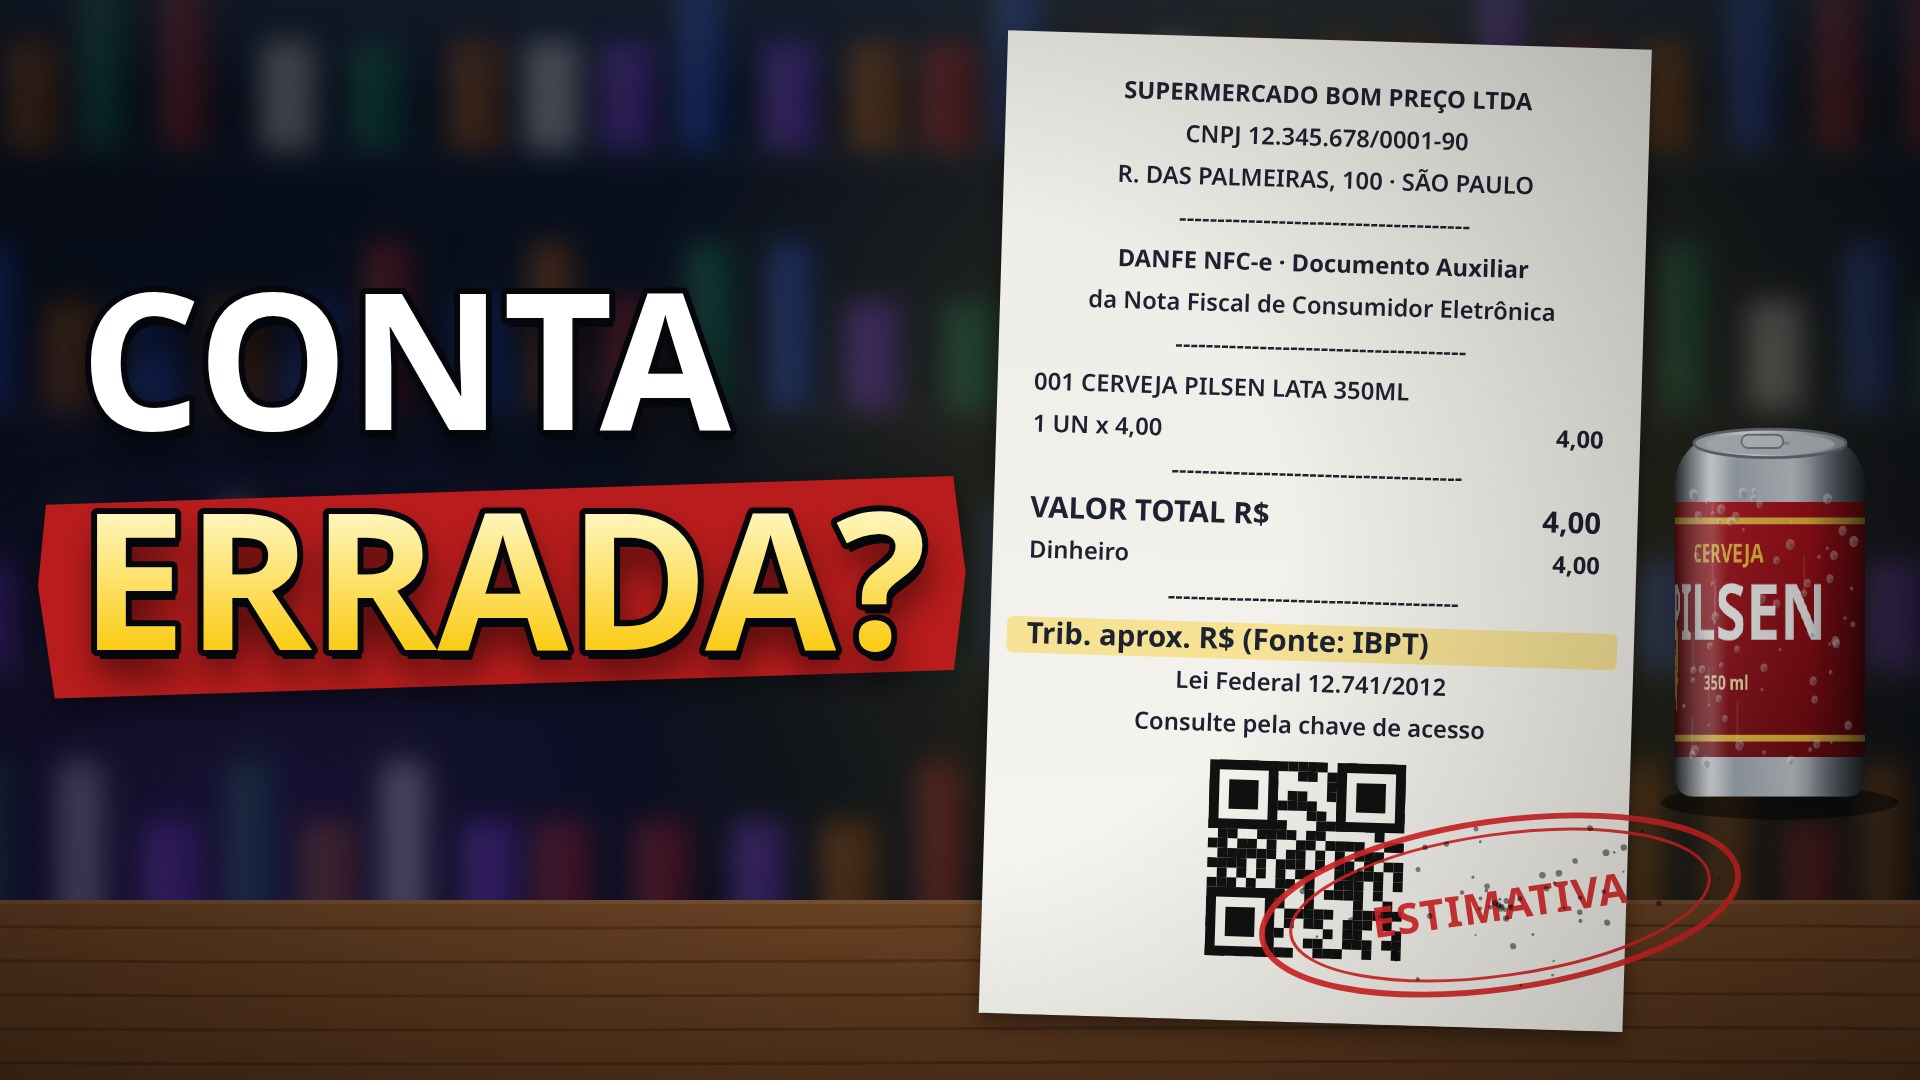 CONTA
ERRADA?
SUPERMERCADO BOM PREÇO LTDA
CNPJ 12.345.678/0001-90
R. DAS PALMEIRAS, 100 · SÃO PAULO
--------------------------------------
DANFE NFC-e · Documento Auxiliar
da Nota Fiscal de Consumidor Eletrônica
--------------------------------------
001 CERVEJA PILSEN LATA 350ML
1 UN x 4,00 4,00
--------------------------------------
VALOR TOTAL R$ 4,00
Dinheiro 4,00
--------------------------------------
Trib. aprox. R$ (Fonte: IBPT)
Lei Federal 12.741/2012
Consulte pela chave de acesso
ESTIMATIVA
CERVEJA
PILSEN
350 ml